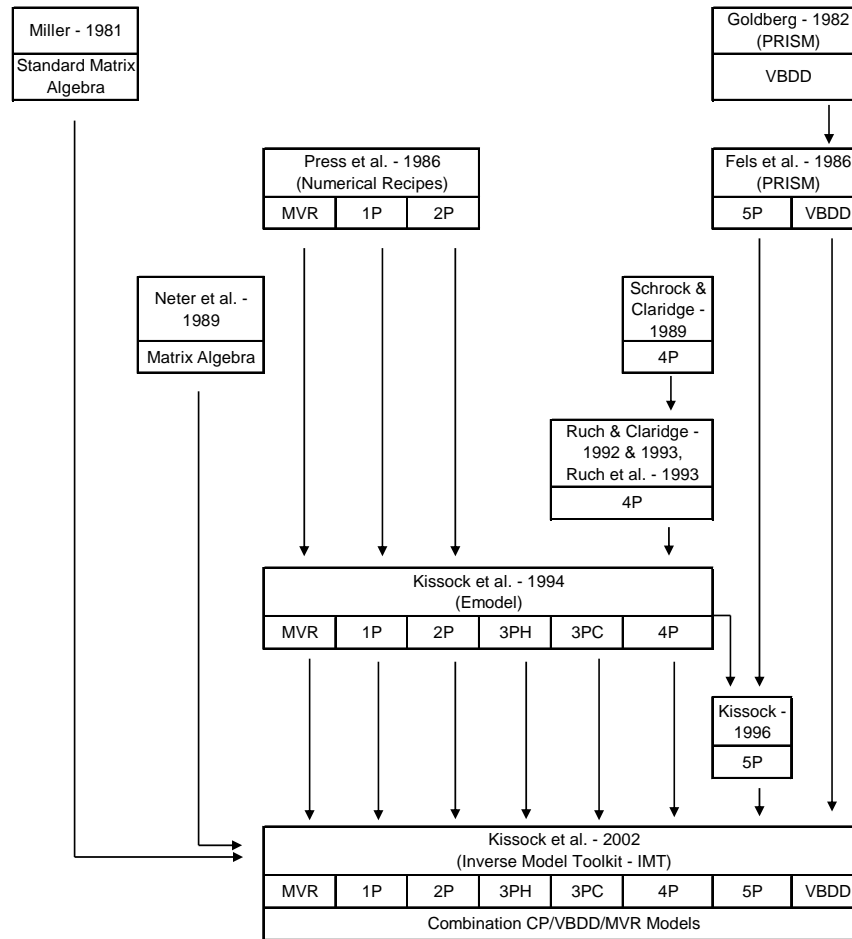 Miller - 1981
Standard Matrix
Algebra
Goldberg - 1982
(PRISM)
VBDD
Press et al. - 1986
(Numerical Recipes)
MVR 1P 2P
Fels et al. - 1986
(PRISM)
5P VBDD
Neter et al. -
1989
Matrix Algebra
Schrock &
Claridge -
1989
4P
Ruch & Claridge -
1992 & 1993,
Ruch et al. - 1993
4P
Kissock et al. - 1994
(Emodel)
MVR 1P 2P 3PH 3PC 4P
Kissock -
1996
5P
Kissock et al. - 2002
(Inverse Model Toolkit - IMT)
MVR 1P 2P 3PH 3PC 4P 5P VBDD
Combination CP/VBDD/MVR Models